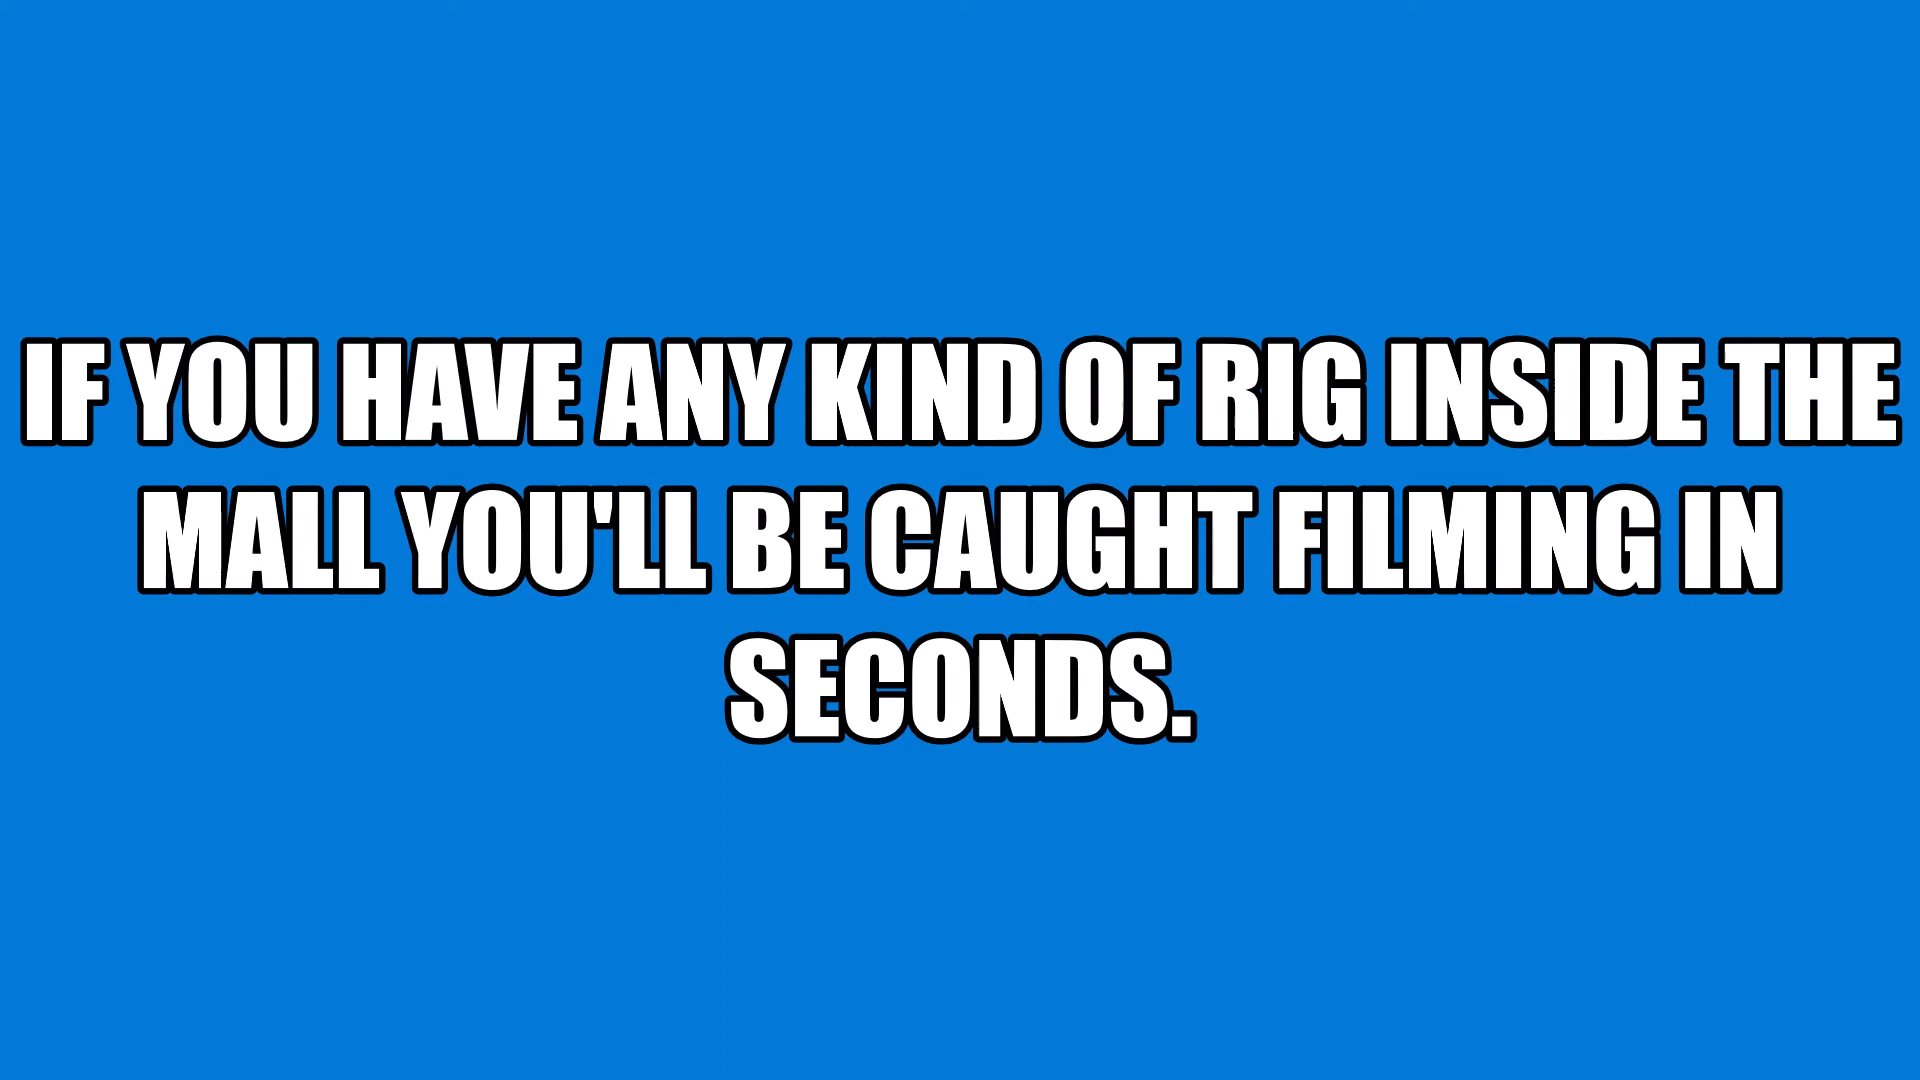 IF YOU HAVE ANY KIND OF RIG INSIDE THE
MALL YOU'LL BE CAUGHT FILMING IN
SECONDS.